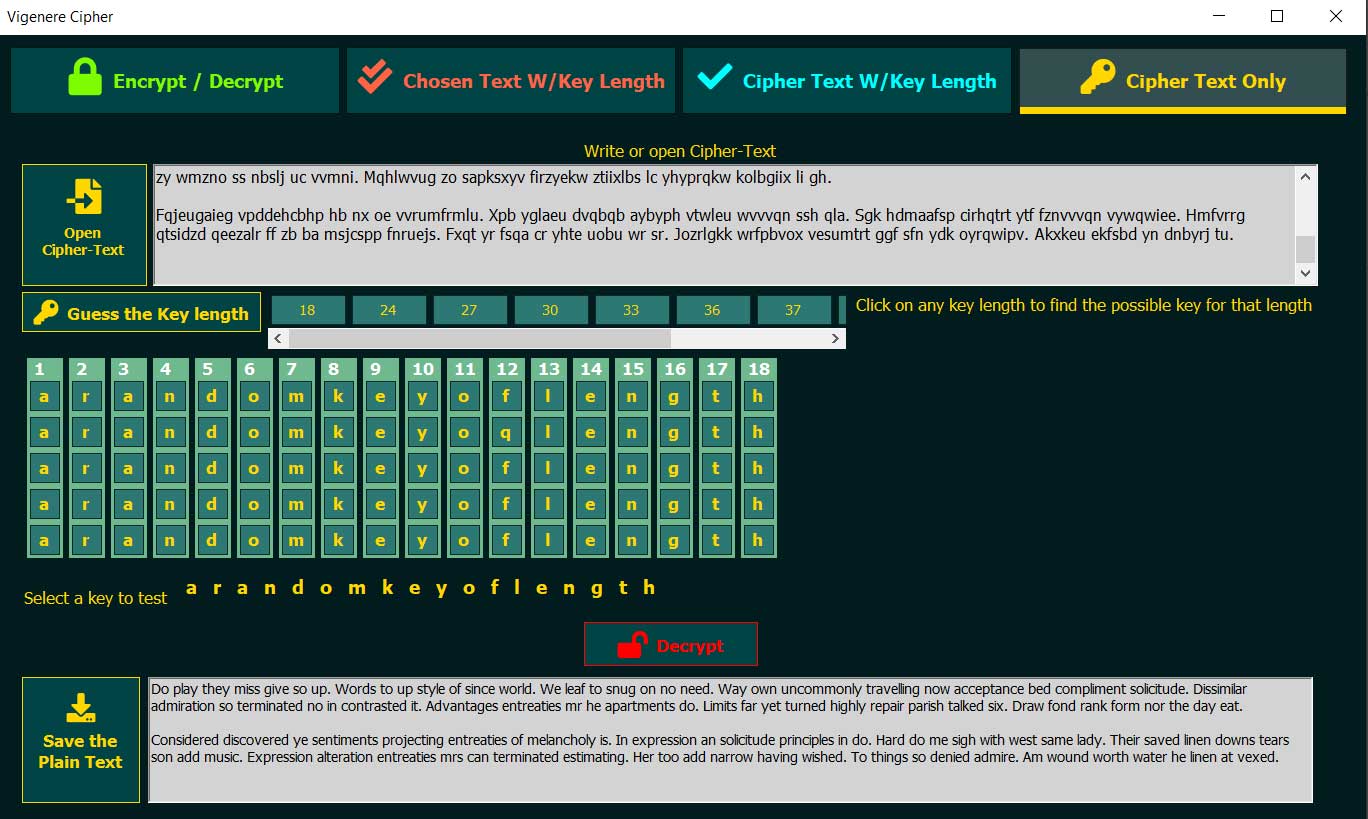 Vigenere Cipher
Encrypt / Decrypt
Chosen Text W/Key Length
Cipher Text W/Key Length
Cipher Text Only
Write or open Cipher-Text
Open
Cipher-Text
zy wmzno ss nbslj uc vvmni. Mqhlwvug zo sapksxyv firzyekw ztiixlbs lc yhyprqkw kolbgiix li gh.
Fqjeugaieg vpddehcbhp hb nx oe vvrumfrmlu. Xpb yglaeu dvqbqb aybyph vtwleu wvvvqn ssh qla. Sgk hdmaafsp cirhqtrt ytf fznvvvqn vywqwiee. Hmfvrrg
qtsidzd qeezalr ff zb ba msjcspp fnruejs. Fxqt yr fsqa cr yhte uobu wr sr. Jozrlgkk wrfpbvox vesumtrt ggf sfn ydk oyrqwipv. Akxkeu ekfsbd yn dnbyrj tu.
Guess the Key length
18 24 27 30 33 36 37
Click on any key length to find the possible key for that length
1 2 3 4 5 6 7 8 9 10 11 12 13 14 15 16 17 18
a r a n d o m k e y o f l e n g t h
a r a n d o m k e y o q l e n g t h
a r a n d o m k e y o f l e n g t h
a r a n d o m k e y o f l e n g t h
a r a n d o m k e y o f l e n g t h
Select a key to test
a r a n d o m k e y o f l e n g t h
Decrypt
Save the
Plain Text
Do play they miss give so up. Words to up style of since world. We leaf to snug on no need. Way own uncommonly travelling now acceptance bed compliment solicitude. Dissimilar
admiration so terminated no in contrasted it. Advantages entreaties mr he apartments do. Limits far yet turned highly repair parish talked six. Draw fond rank form nor the day eat.
Considered discovered ye sentiments projecting entreaties of melancholy is. In expression an solicitude principles in do. Hard do me sigh with west same lady. Their saved linen downs tears
son add music. Expression alteration entreaties mrs can terminated estimating. Her too add narrow having wished. To things so denied admire. Am wound worth water he linen at vexed.